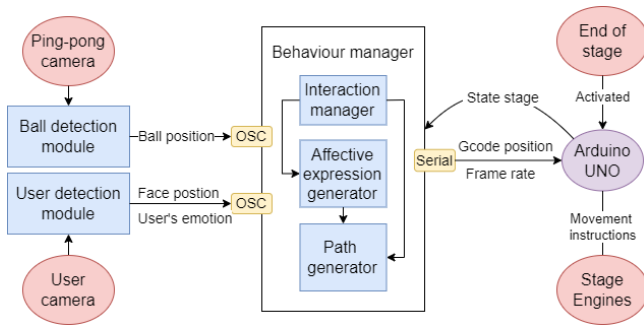 Ping-pong
camera
Ball detection
module
Ball position
OSC
User detection
module
Face postion
User's emotion
OSC
User
camera
Behaviour manager
Interaction
manager
Affective
expression
generator
Path
generator
Serial
State stage
Gcode position
Frame rate
End of
stage
Activated
Arduino
UNO
Movement
instructions
Stage
Engines